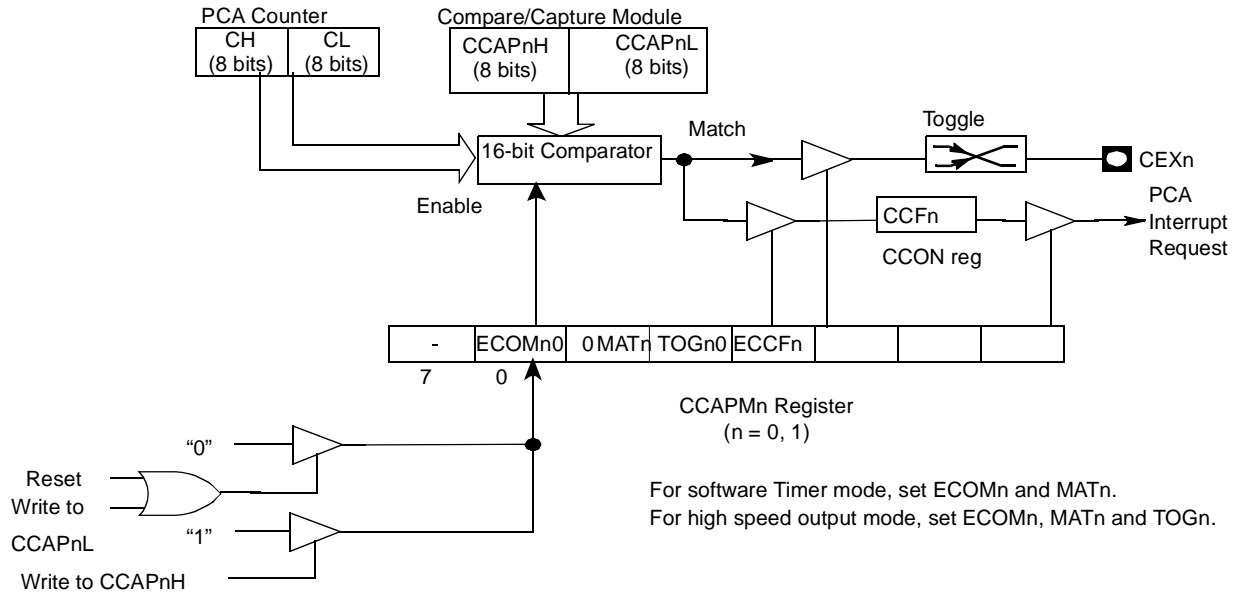 PCA Counter
CH
(8 bits)
CL
(8 bits)
Compare/Capture Module
CCAPnH
(8 bits)
CCAPnL
(8 bits)
16-bit Comparator
Match
Toggle
CEXn
Enable
CCFn
CCON reg
PCA
Interrupt
Request
- ECOMn0 0 MATn TOGn0 ECCFn
7 0
CCAPMn Register
(n = 0, 1)
“0”
Reset
Write to
CCAPnL
“1”
Write to CCAPnH
For software Timer mode, set ECOMn and MATn.
For high speed output mode, set ECOMn, MATn and TOGn.